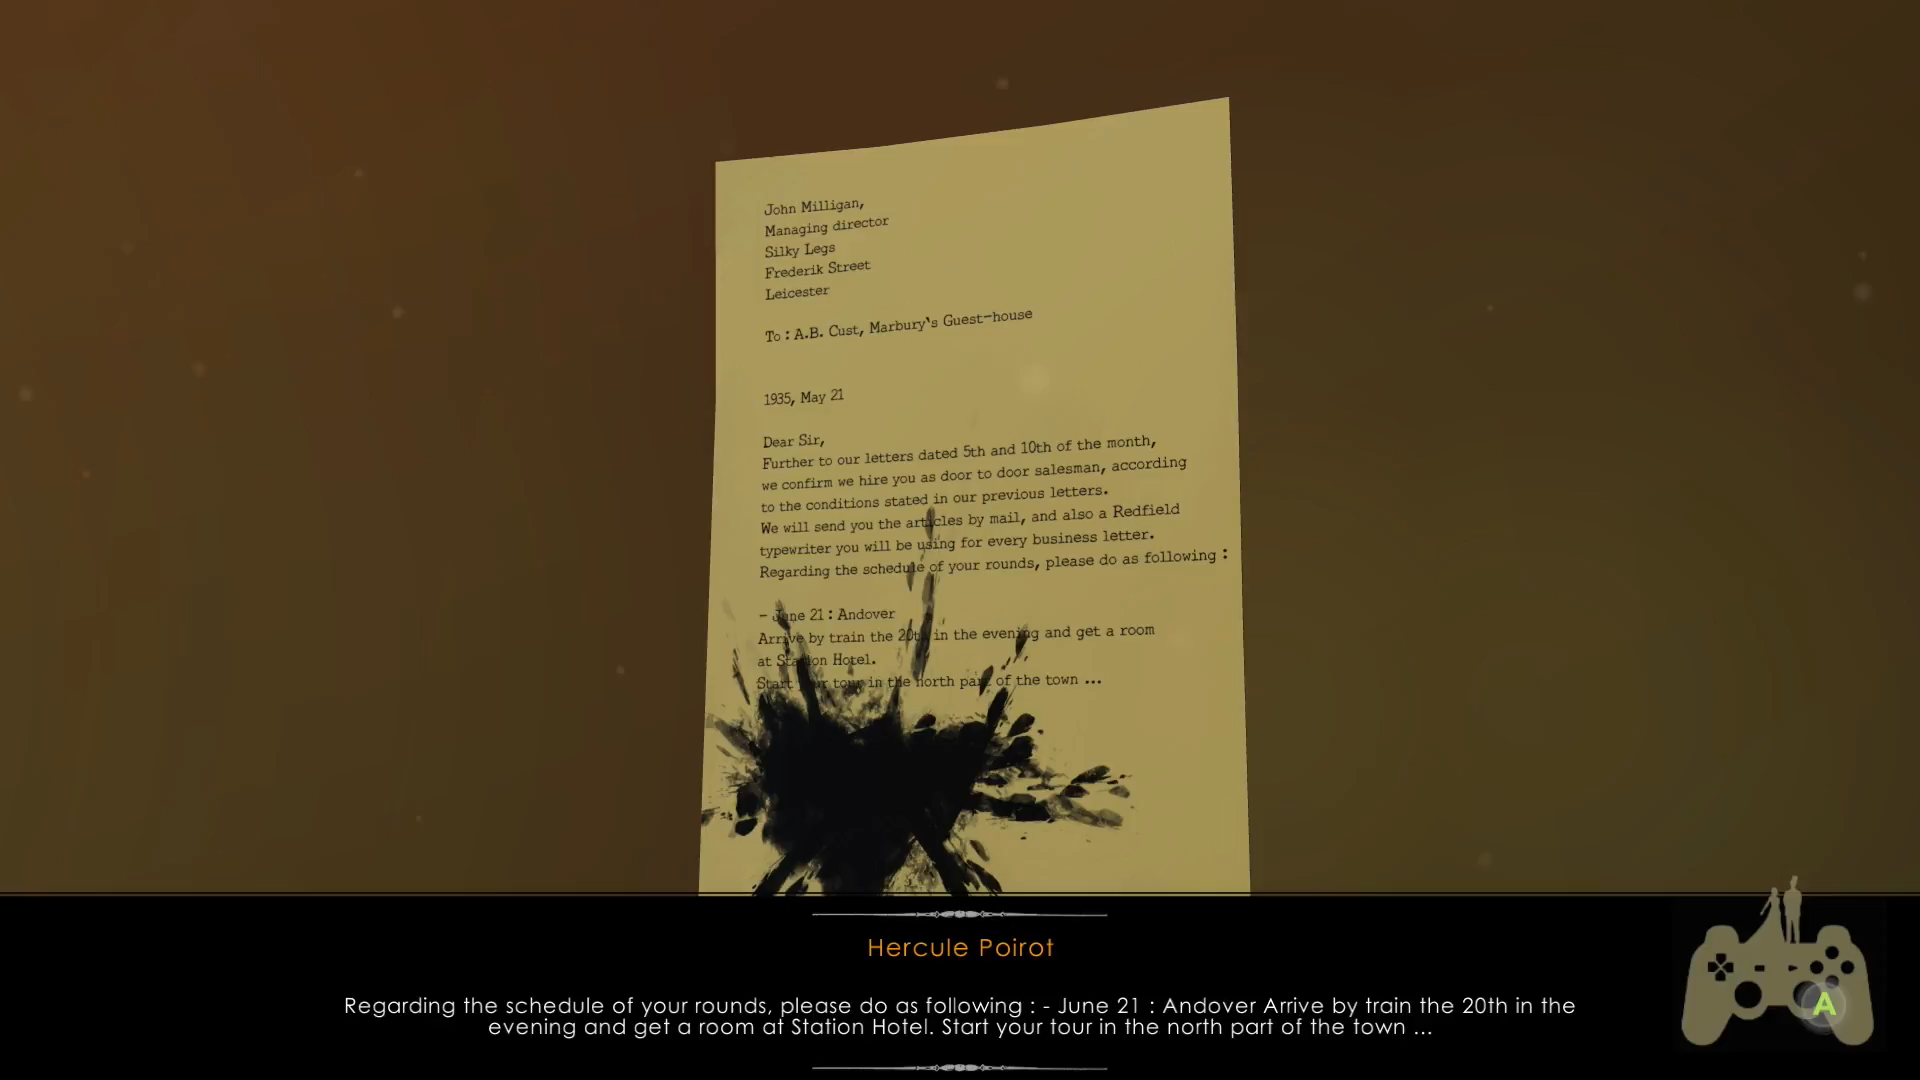 John Milligan,
Managing director
Silky Legs
Frederik Street
Leicester
To : A.B. Cust, Marbury's Guest-house
1935, May 21
Dear Sir,
Further to our letters dated 5th and 10th of the month,
we confirm we hire you as door to door salesman, according
to the conditions stated in our previous letters.
We will send you the articles by mail, and also a Redfield
typewriter you will be using for every business letter.
Regarding the schedule of your rounds, please do as following :
- June 21 : Andover
Arrive by train the 20th in the evening and get a room
at Station Hotel.
Start your tour in the north part of the town ...
Hercule Poirot
Regarding the schedule of your rounds, please do as following : - June 21 : Andover Arrive by train the 20th in the
evening and get a room at Station Hotel. Start your tour in the north part of the town ...
A